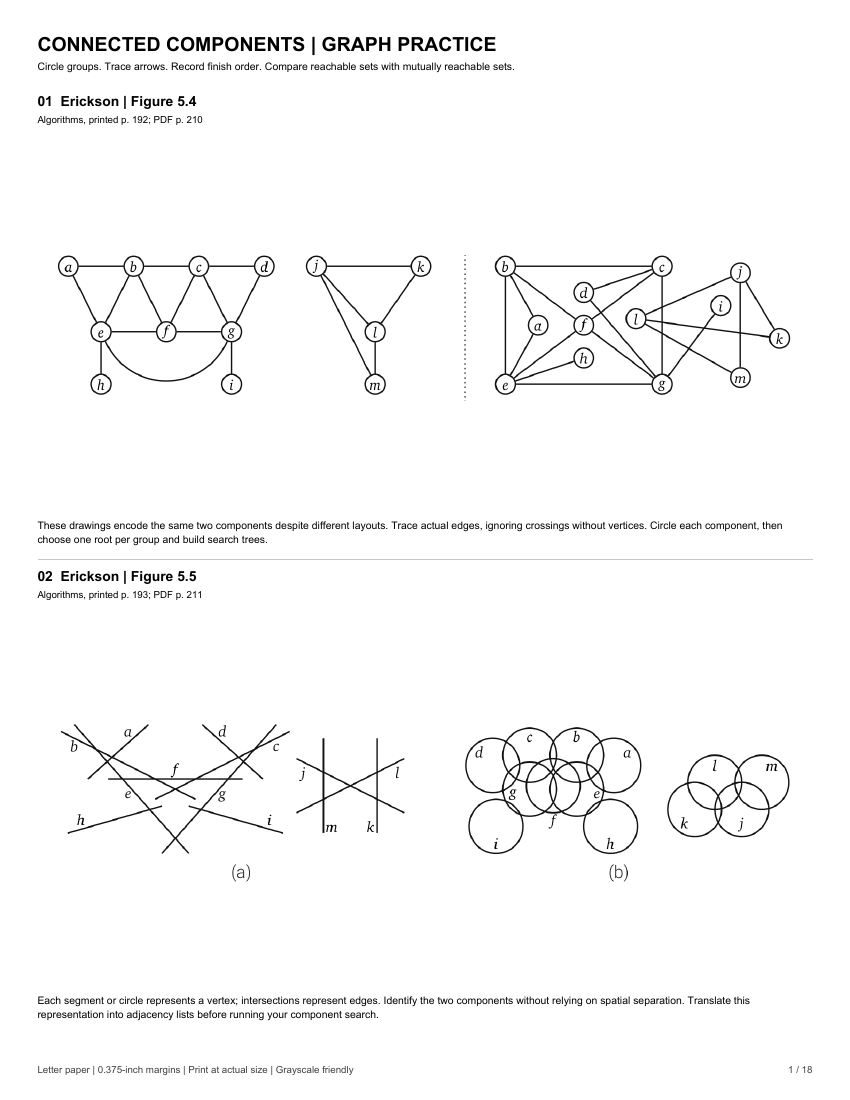 CONNECTED COMPONENTS | GRAPH PRACTICE
Circle groups. Trace arrows. Record finish order. Compare reachable sets with mutually reachable sets.
01 Erickson | Figure 5.4
Algorithms, printed p. 192; PDF p. 210
a b c d j k
e f g l
h i m
b c j
d i
a f l k
h
e g m
These drawings encode the same two components despite different layouts. Trace actual edges, ignoring crossings without vertices. Circle each component, then
choose one root per group and build search trees.
02 Erickson | Figure 5.5
Algorithms, printed p. 193; PDF p. 211
a d
b c
f
e g
h i
j l
m k
(a)
c b
d a
g e
f
i h
l m
k j
(b)
Each segment or circle represents a vertex; intersections represent edges. Identify the two components without relying on spatial separation. Translate this
representation into adjacency lists before running your component search.
Letter paper | 0.375-inch margins | Print at actual size | Grayscale friendly
1 / 18